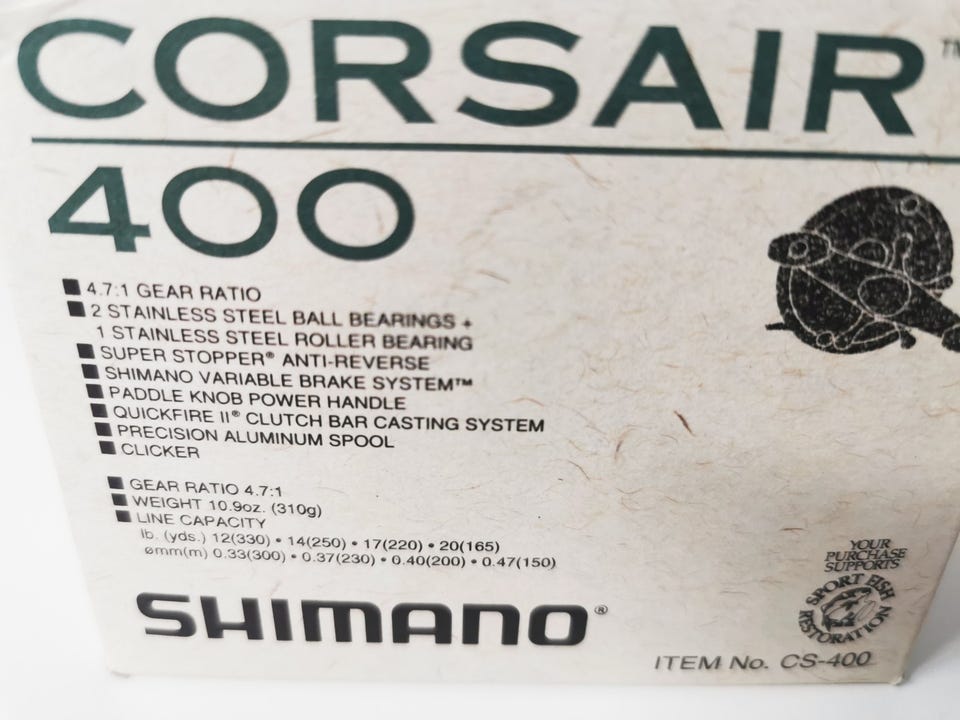 CORSAIR™
400
■ 4.7:1 GEAR RATIO
■ 2 STAINLESS STEEL BALL BEARINGS +
1 STAINLESS STEEL ROLLER BEARING
■ SUPER STOPPER® ANTI-REVERSE
■ SHIMANO VARIABLE BRAKE SYSTEM™
■ PADDLE KNOB POWER HANDLE
■ QUICKFIRE II® CLUTCH BAR CASTING SYSTEM
■ PRECISION ALUMINUM SPOOL
■ CLICKER
■ GEAR RATIO 4.7:1
■ WEIGHT 10.9oz. (310g)
■ LINE CAPACITY
lb. (yds.) 12(330) • 14(250) • 17(220) • 20(165)
ømm(m) 0.33(300) • 0.37(230) • 0.40(200) • 0.47(150)
YOUR
PURCHASE
SUPPORTS
SPORT FISH
RESTORATION
SHIMANO®
ITEM No. CS-400